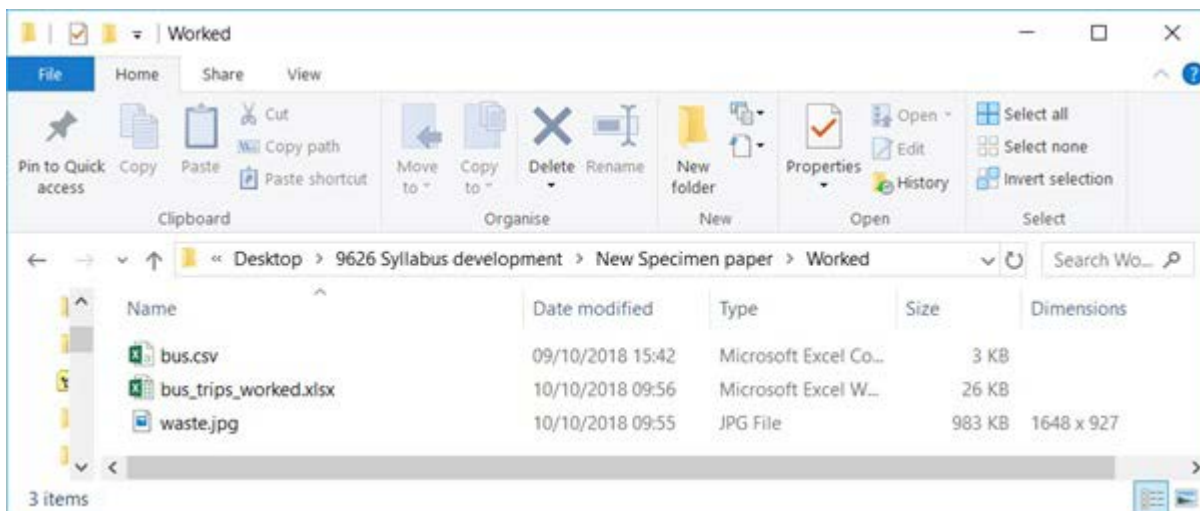 Worked
File Home Share View
Pin to Quick access
Copy
Paste
Cut
Copy path
Paste shortcut
Clipboard
Move to
Copy to
Delete
Rename
Organise
New folder
New
Properties
Open
Edit
History
Open
Select all
Select none
Invert selection
Select
« Desktop > 9626 Syllabus development > New Specimen paper > Worked
Search Wo...
Name Date modified Type Size Dimensions
bus.csv 09/10/2018 15:42 Microsoft Excel Co... 3 KB
bus_trips_worked.xlsx 10/10/2018 09:56 Microsoft Excel W... 26 KB
waste.jpg 10/10/2018 09:55 JPG File 983 KB 1648 x 927
3 items